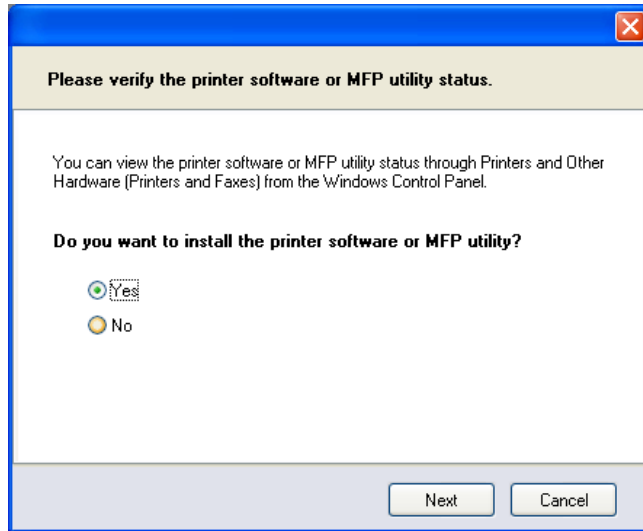 Please verify the printer software or MFP utility status.
You can view the printer software or MFP utility status through Printers and Other
Hardware (Printers and Faxes) from the Windows Control Panel.
Do you want to install the printer software or MFP utility?
Yes
No
Next
Cancel